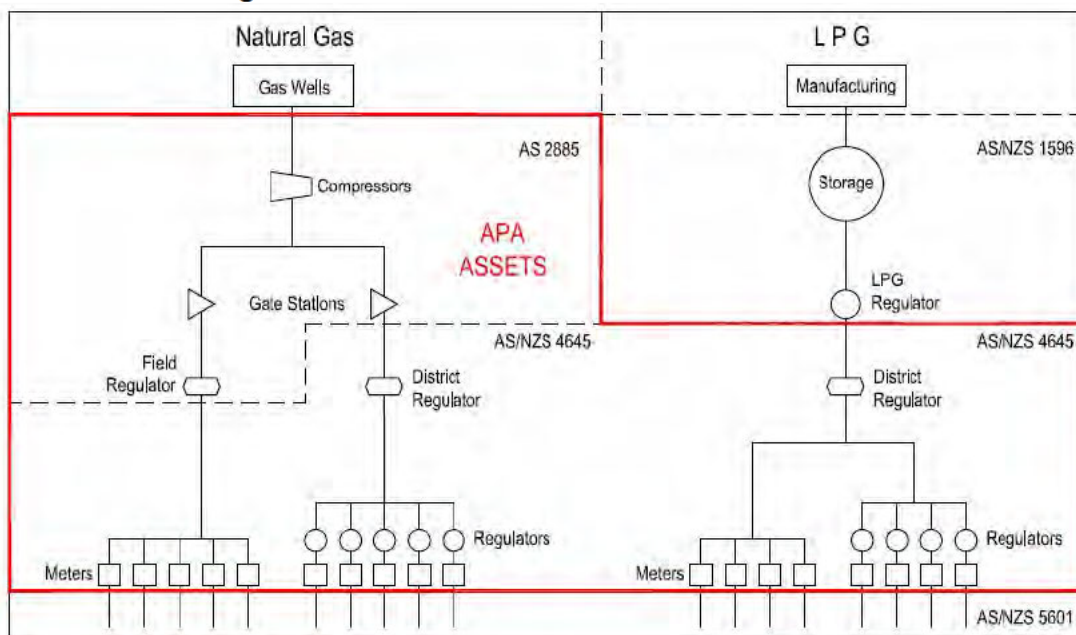 Natural Gas
L P G
Gas Wells
Manufacturing
AS 2885
AS/NZS 1596
Compressors
Storage
APA
ASSETS
LPG
Regulator
Gate Stations
AS/NZS 4645
AS/NZS 4645
Field
Regulator
District
Regulator
District
Regulator
Regulators
Regulators
Meters
Meters
AS/NZS 5601